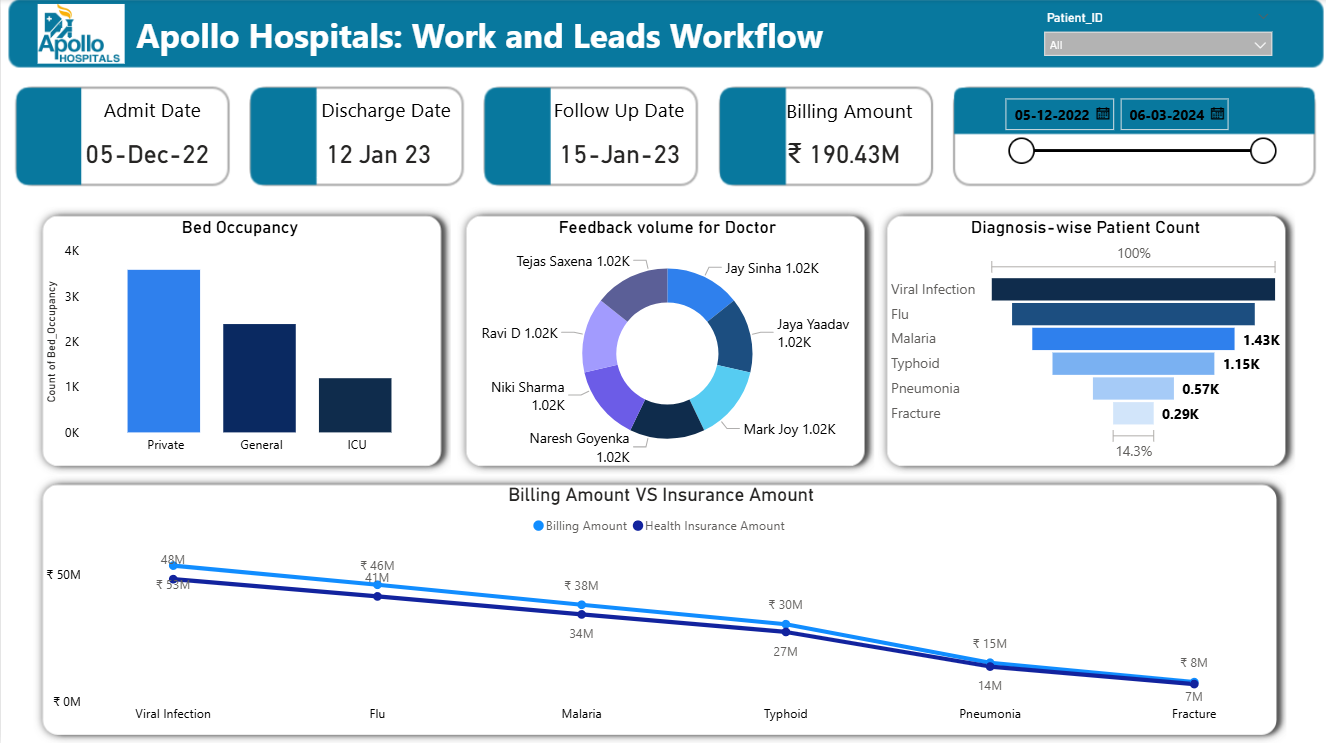 Apollo
HOSPITALS
Apollo Hospitals: Work and Leads Workflow
Patient_ID
All
Admit Date
05-Dec-22
Discharge Date
12 Jan 23
Follow Up Date
15-Jan-23
Billing Amount
₹ 190.43M
05-12-2022
06-03-2024
Bed Occupancy
Count of Bed_Occupancy
4K
3K
2K
1K
0K
Private
General
ICU
Feedback volume for Doctor
Tejas Saxena 1.02K
Jay Sinha 1.02K
Ravi D 1.02K
Jaya Yaadav
1.02K
Niki Sharma
1.02K
Mark Joy 1.02K
Naresh Goyenka
1.02K
Diagnosis-wise Patient Count
100%
Viral Infection
Flu
Malaria
1.43K
Typhoid
1.15K
Pneumonia
0.57K
Fracture
0.29K
14.3%
Billing Amount VS Insurance Amount
Billing Amount
Health Insurance Amount
₹ 50M
₹ 0M
48M
₹ 53M
₹ 46M
41M
₹ 38M
34M
₹ 30M
27M
₹ 15M
14M
₹ 8M
7M
Viral Infection
Flu
Malaria
Typhoid
Pneumonia
Fracture